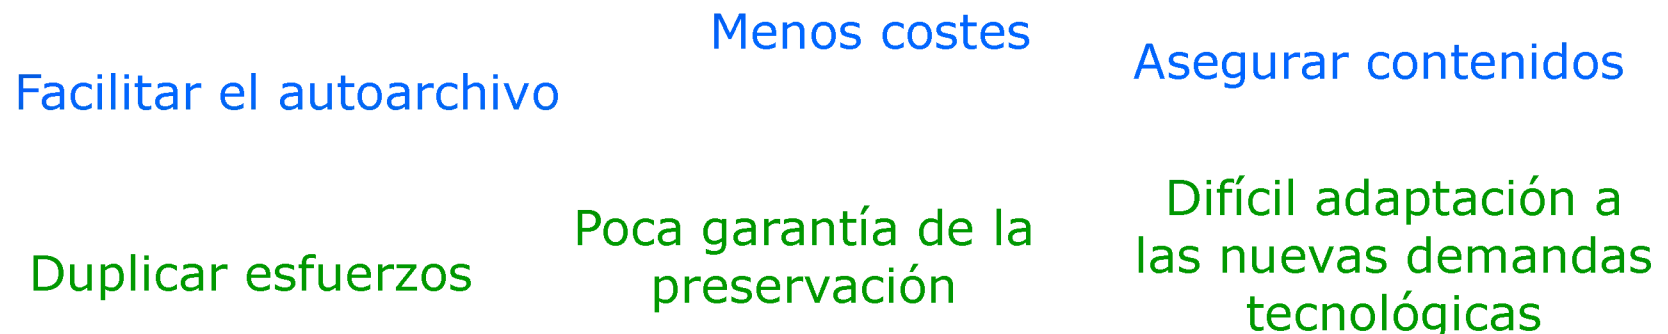 Menos costes
Asegurar contenidos
Facilitar el autoarchivo
Difícil adaptación a
las nuevas demandas
tecnológicas
Poca garantía de la
preservación
Duplicar esfuerzos